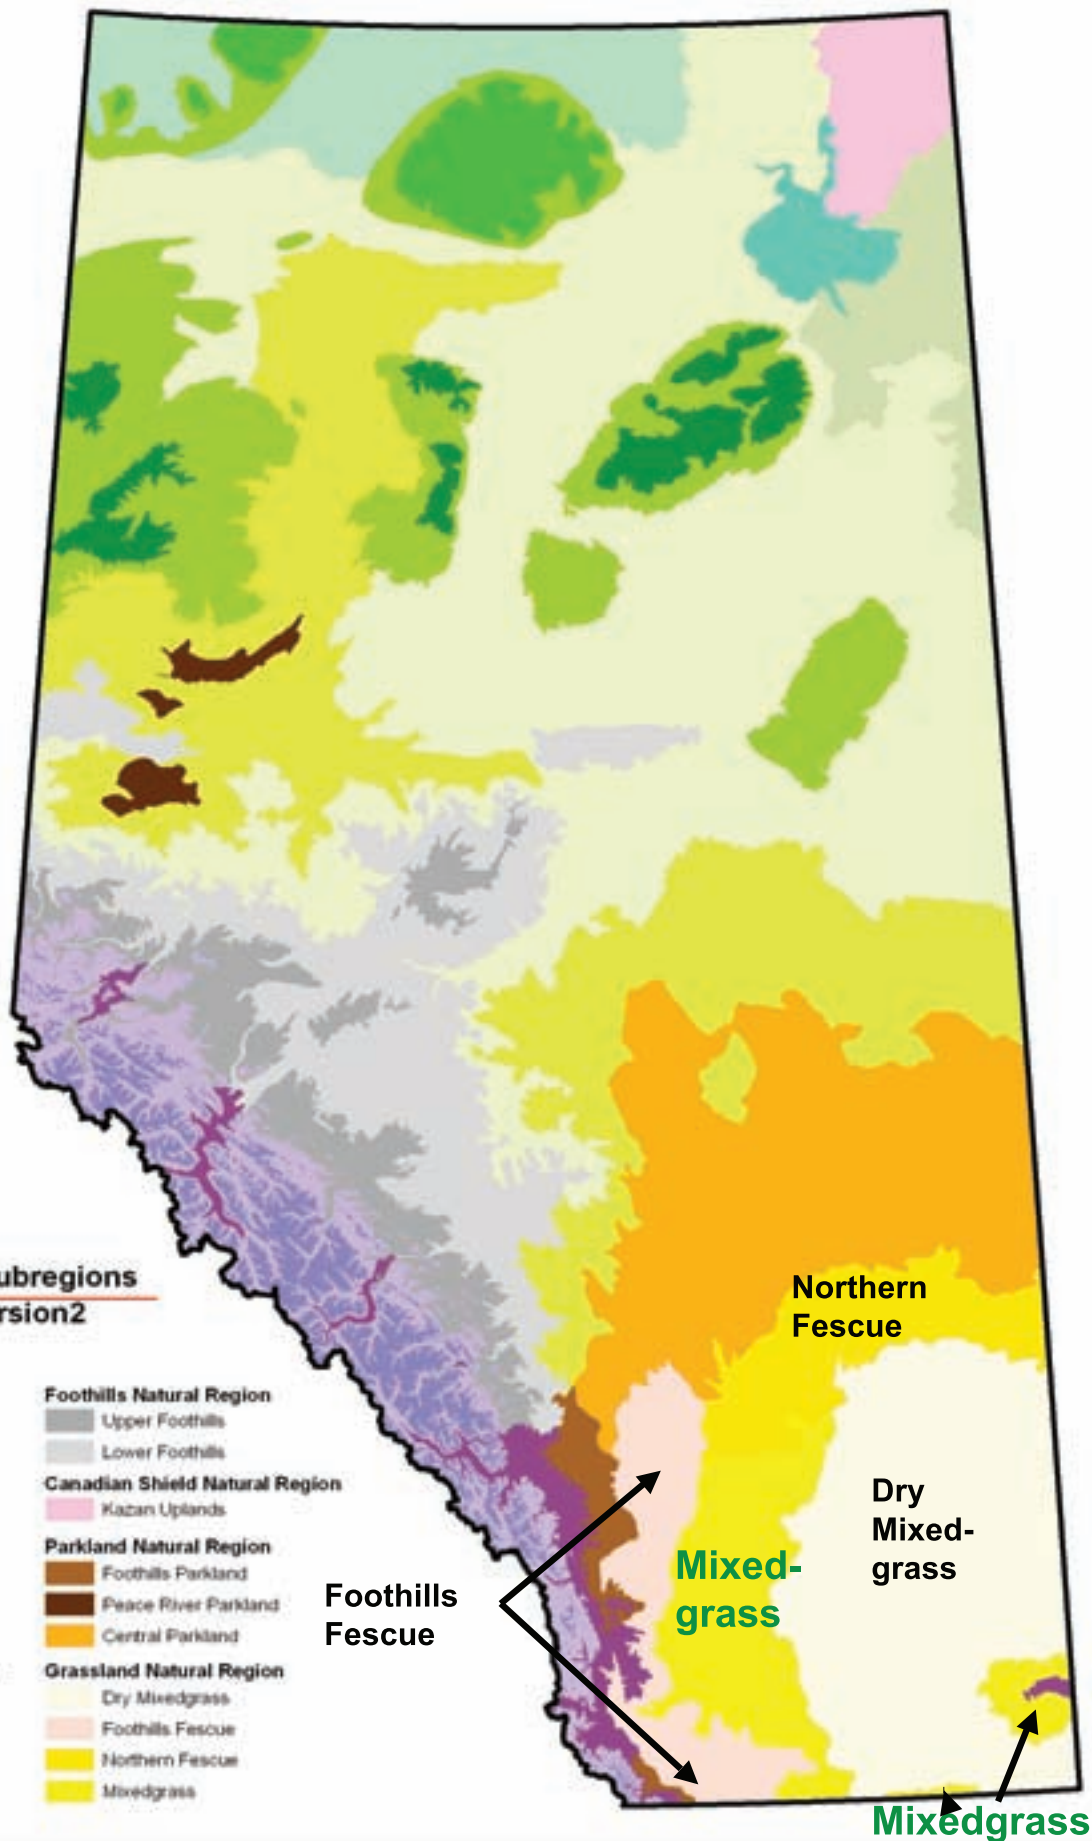 ubregions
rsion2
Northern
Fescue
Foothills Natural Region
Upper Foothills
Lower Foothills
Canadian Shield Natural Region
Kazan Uplands
Parkland Natural Region
Foothills Parkland
Peace River Parkland
Central Parkland
Grassland Natural Region
Dry Mixedgrass
Foothills Fescue
Northern Fescue
Mixedgrass
Foothills
Fescue
Mixed-
grass
Dry
Mixed-
grass
Mixedgrass